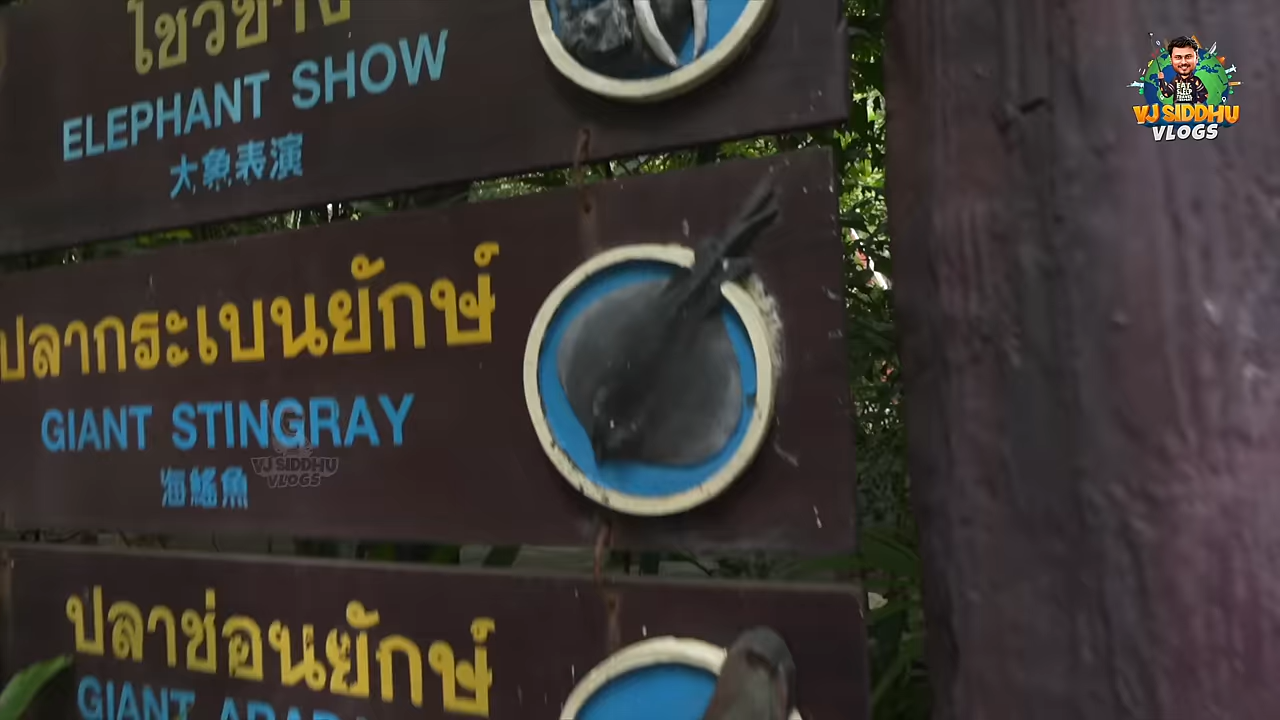 โชว์ช้าง
ELEPHANT SHOW
大象表演
ปลากระเบนยักษ์
GIANT STINGRAY
海鰩魚
ปลาช่อนยักษ์
GIANT
VJ SIDDHU
VLOGS
VJ SIDDHU
VLOGS